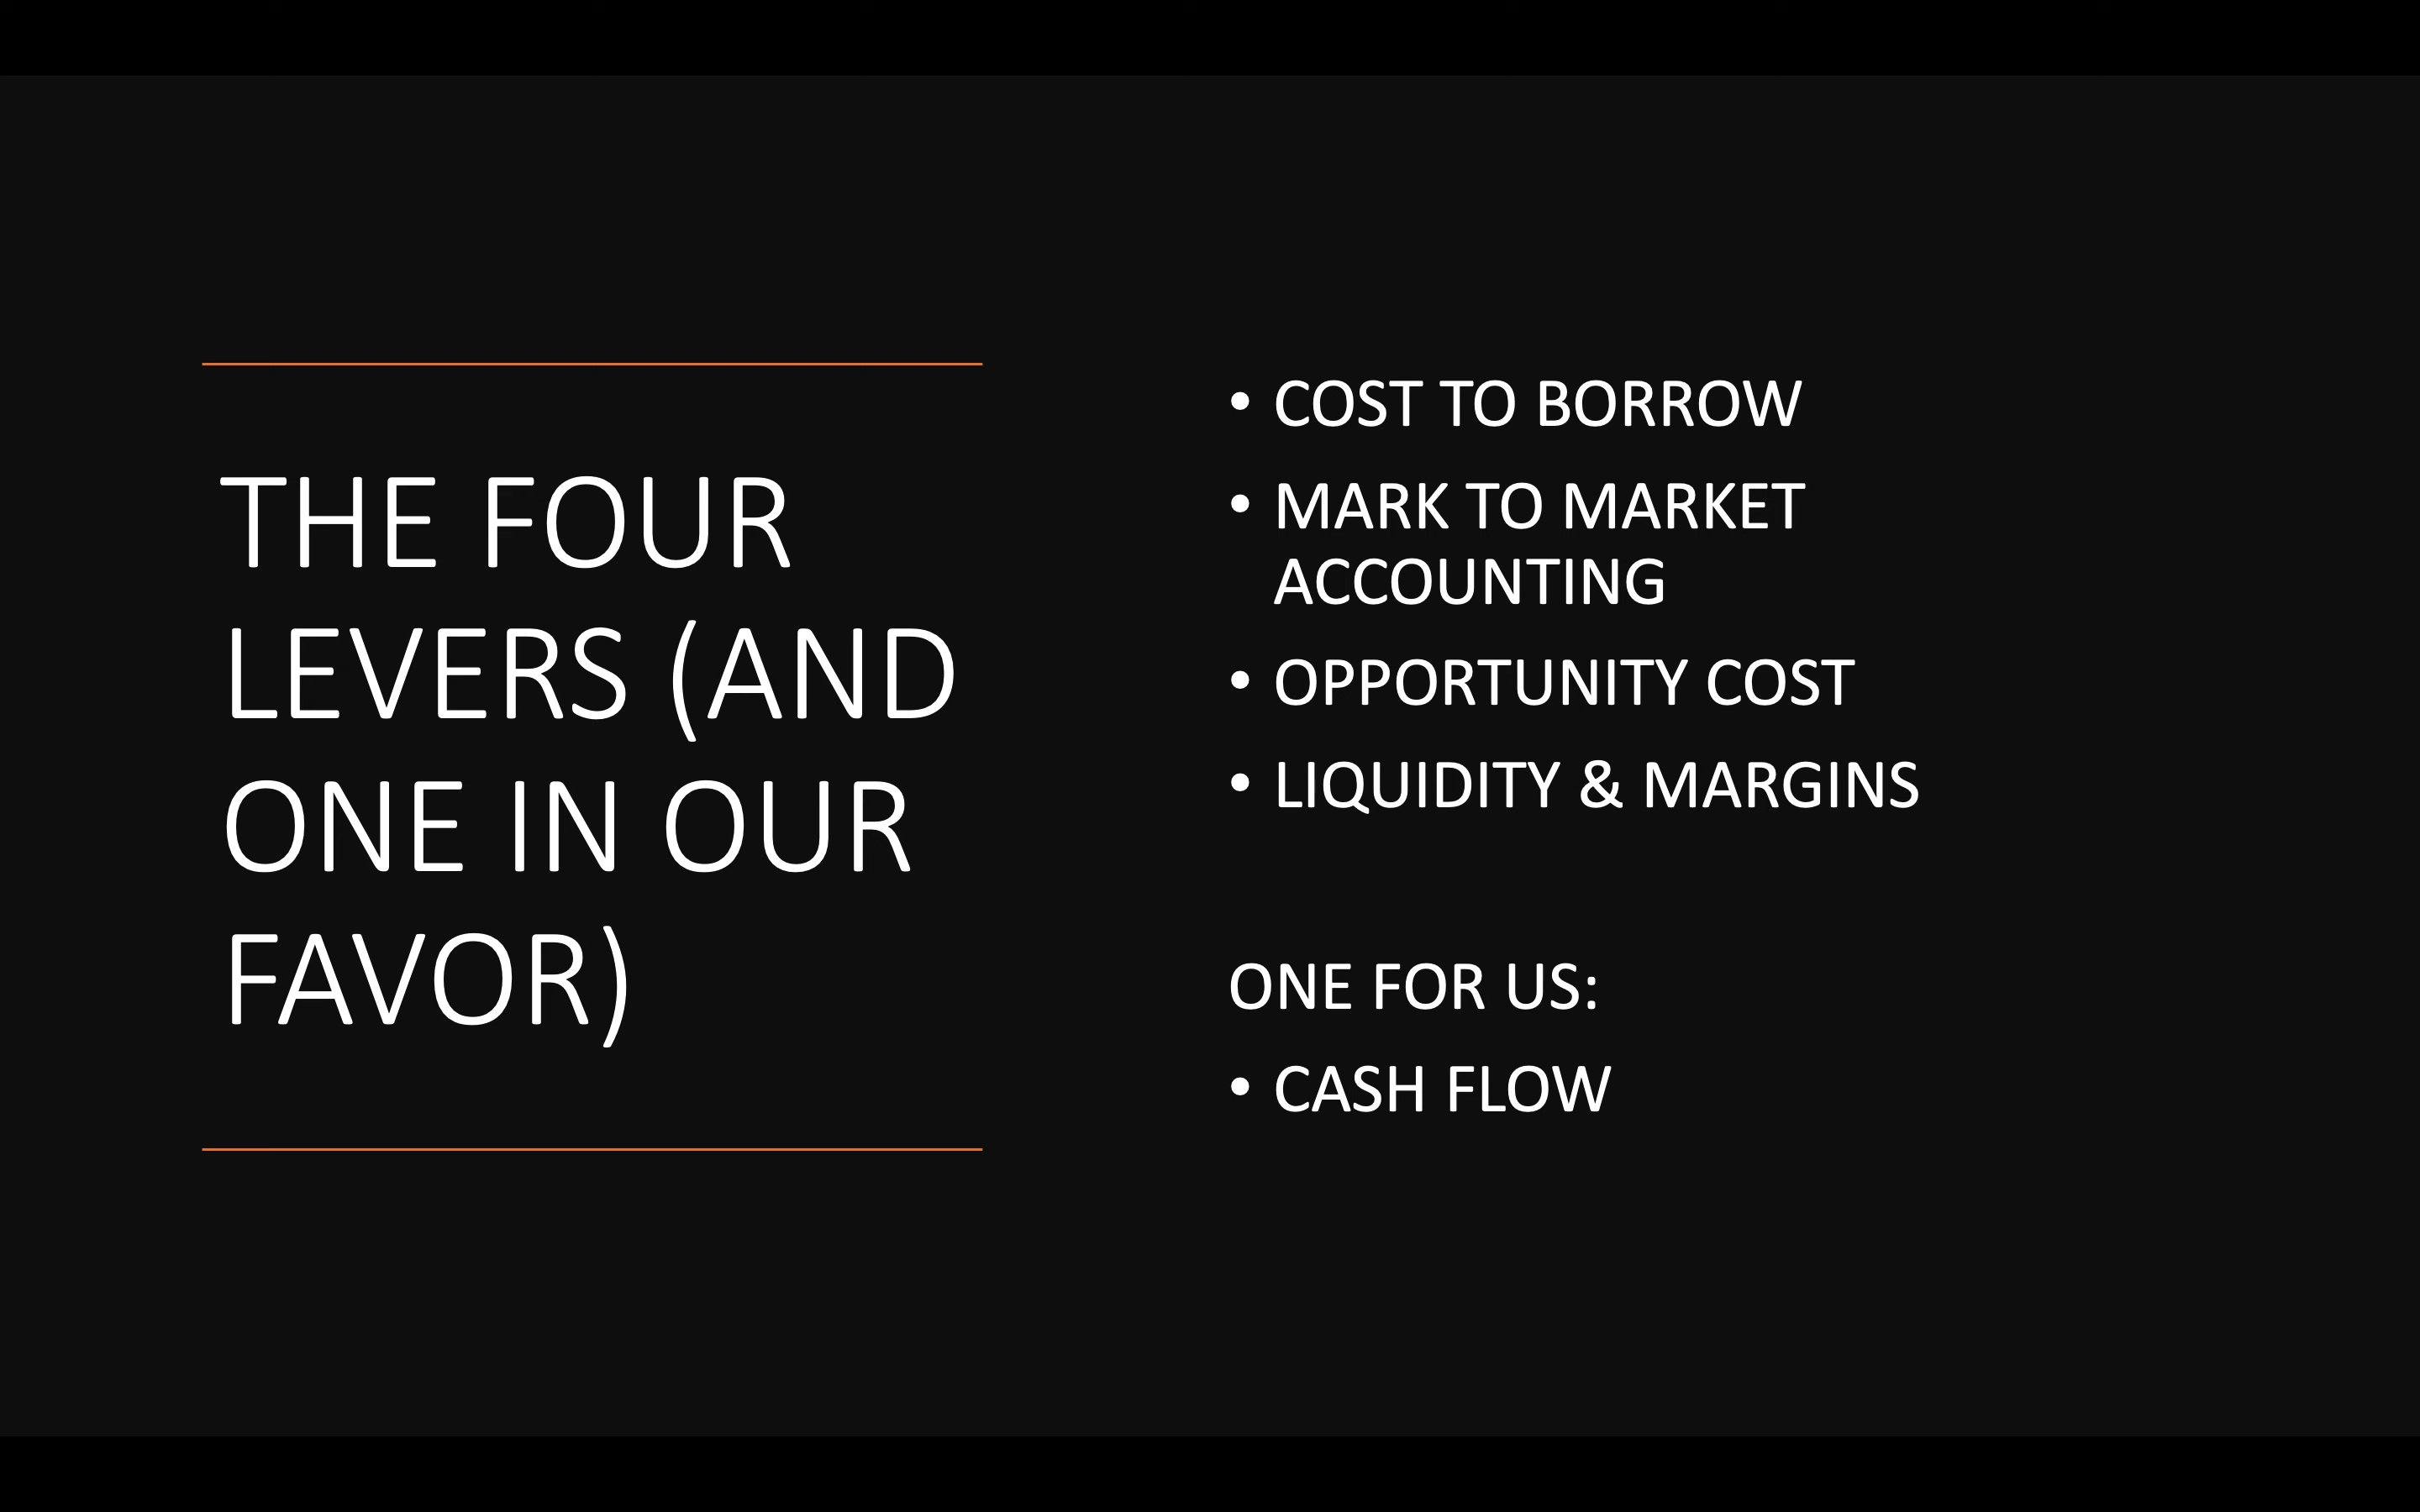 THE FOUR
LEVERS (AND
ONE IN OUR
FAVOR)
• COST TO BORROW
• MARK TO MARKET
ACCOUNTING
• OPPORTUNITY COST
• LIQUIDITY & MARGINS
ONE FOR US:
• CASH FLOW